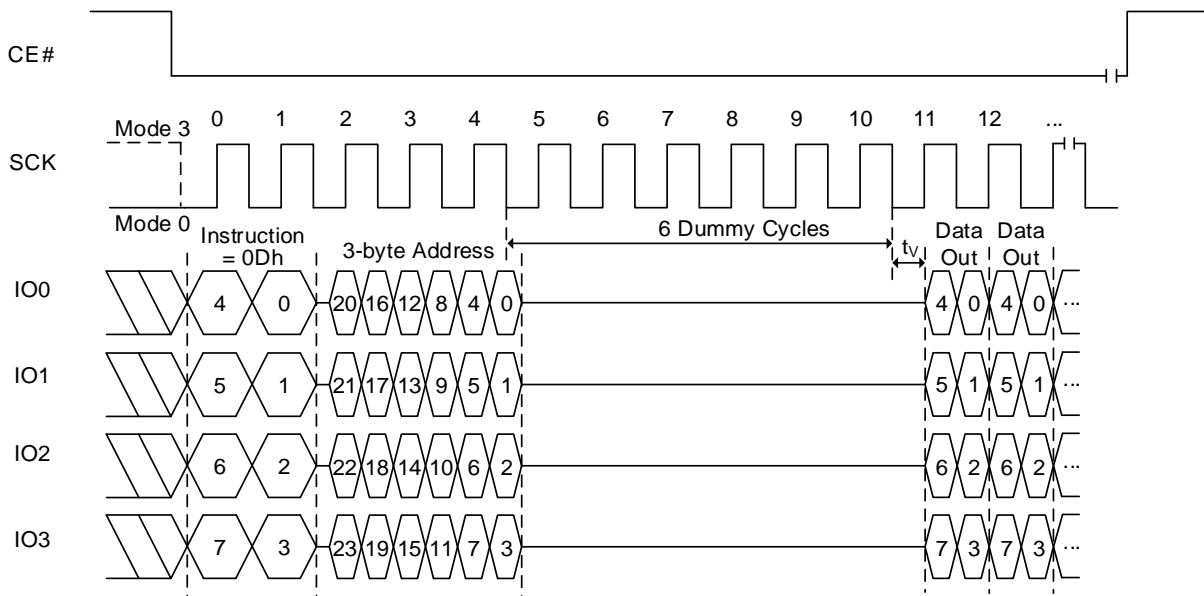 CE#
0 1 2 3 4 5 6 7 8 9 10 11 12 ...
Mode 3
SCK
Mode 0
Instruction
= 0Dh
3-byte Address
6 Dummy Cycles
tV
Data
Out
Data
Out
IO0 4 0 20 16 12 8 4 0 4 0 4 0 ...
IO1 5 1 21 17 13 9 5 1 5 1 5 1 ...
IO2 6 2 22 18 14 10 6 2 6 2 6 2 ...
IO3 7 3 23 19 15 11 7 3 7 3 7 3 ...